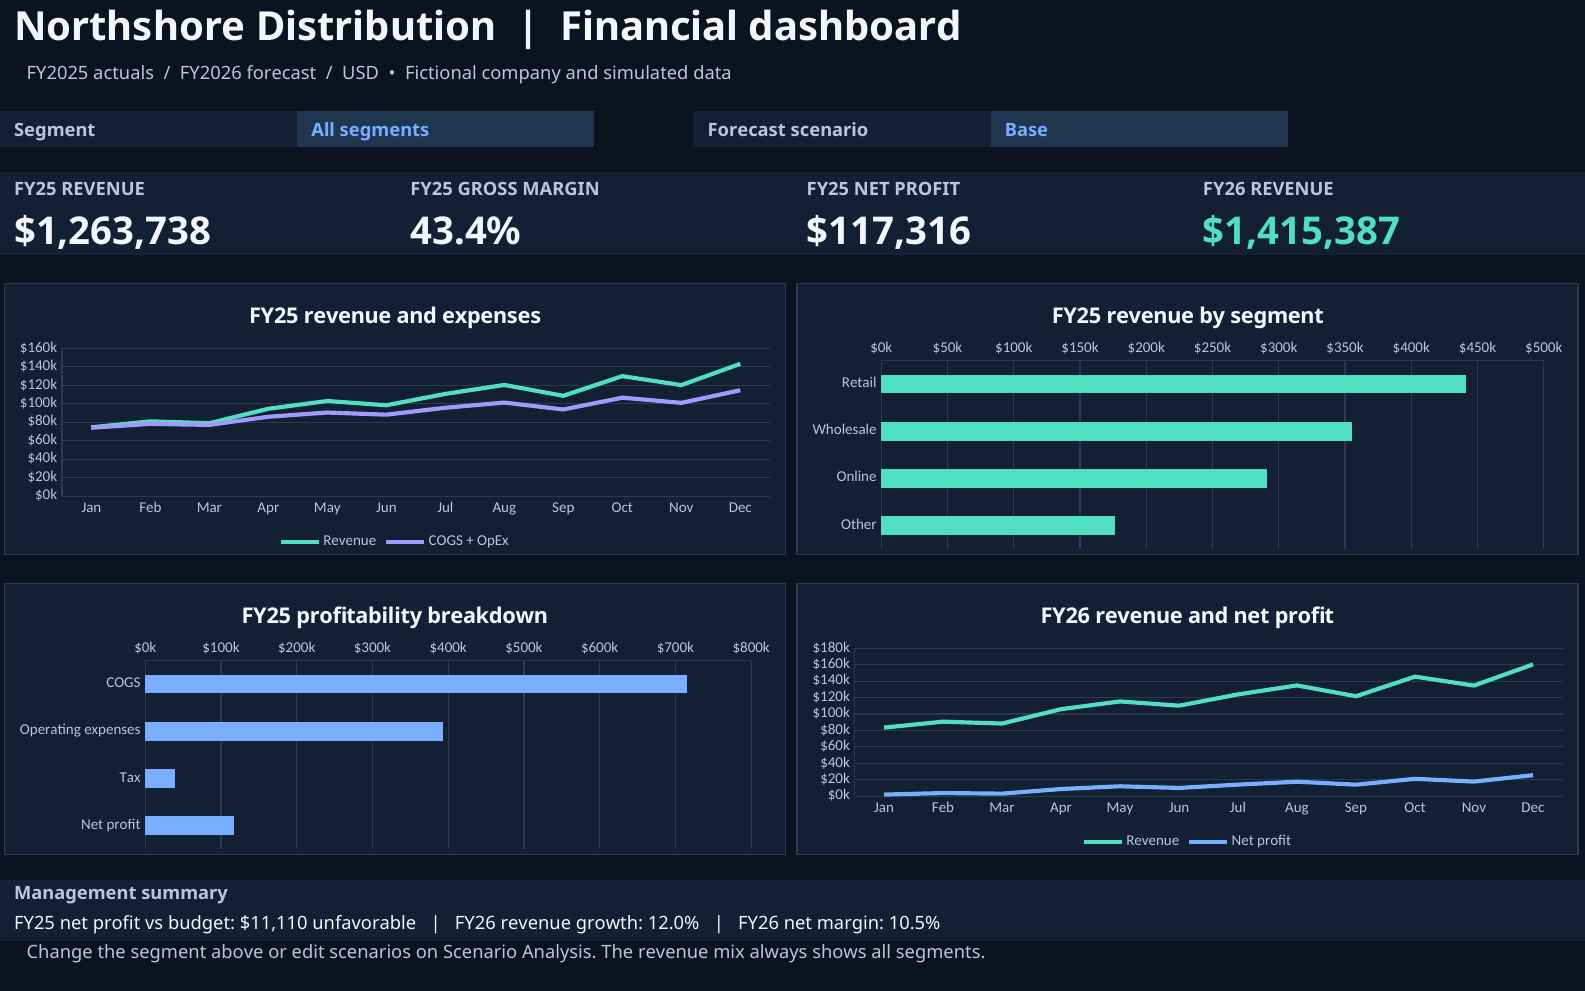 Northshore Distribution | Financial dashboard
FY2025 actuals / FY2026 forecast / USD • Fictional company and simulated data
Segment All segments Forecast scenario Base
FY25 REVENUE FY25 GROSS MARGIN FY25 NET PROFIT FY26 REVENUE
$1,263,738 43.4% $117,316 $1,415,387
FY25 revenue and expenses
$160k
$140k
$120k
$100k
$80k
$60k
$40k
$20k
$0k
Jan Feb Mar Apr May Jun Jul Aug Sep Oct Nov Dec
Revenue COGS + OpEx
FY25 revenue by segment
$0k $50k $100k $150k $200k $250k $300k $350k $400k $450k $500k
Retail
Wholesale
Online
Other
FY25 profitability breakdown
$0k $100k $200k $300k $400k $500k $600k $700k $800k
COGS
Operating expenses
Tax
Net profit
FY26 revenue and net profit
$180k
$160k
$140k
$120k
$100k
$80k
$60k
$40k
$20k
$0k
Jan Feb Mar Apr May Jun Jul Aug Sep Oct Nov Dec
Revenue Net profit
Management summary
FY25 net profit vs budget: $11,110 unfavorable | FY26 revenue growth: 12.0% | FY26 net margin: 10.5%
Change the segment above or edit scenarios on Scenario Analysis. The revenue mix always shows all segments.